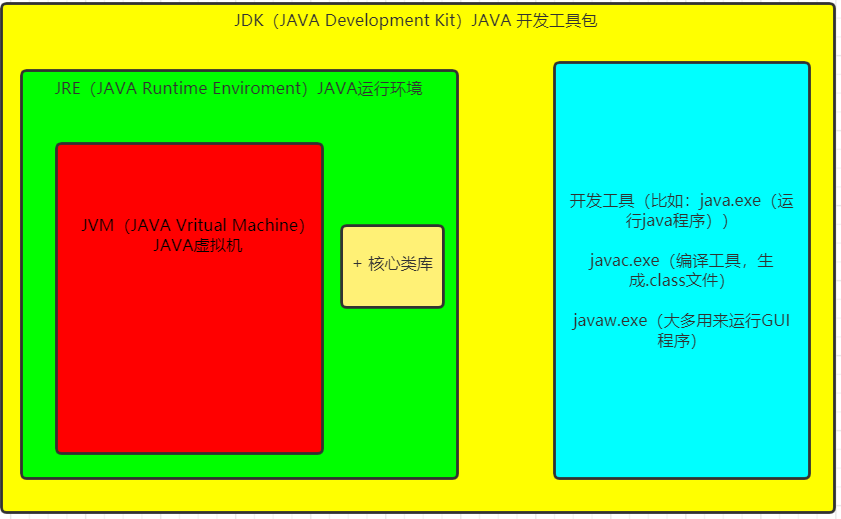 JDK（JAVA Development Kit）JAVA 开发工具包
JRE（JAVA Runtime Enviroment）JAVA运行环境
JVM（JAVA Vritual Machine）
JAVA虚拟机
+ 核心类库
开发工具（比如：java.exe（运
行java程序））
javac.exe（编译工具，生
成.class文件）
javaw.exe（大多用来运行GUI
程序）